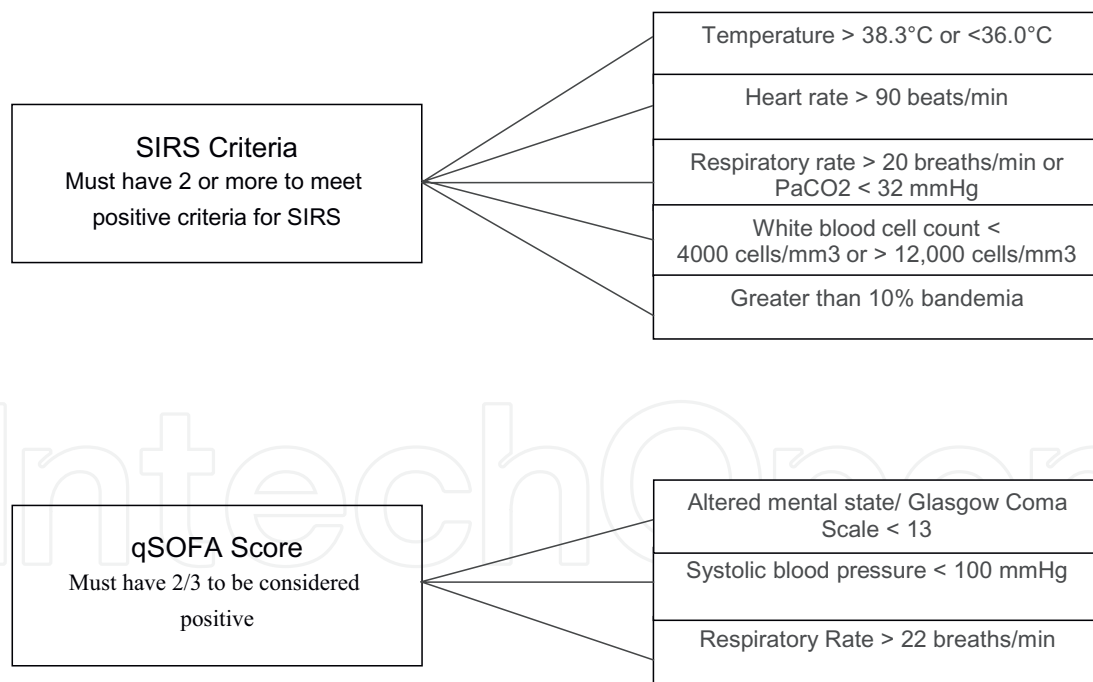 Temperature > 38.3°C or <36.0°C
Heart rate > 90 beats/min
SIRS Criteria
Must have 2 or more to meet
positive criteria for SIRS
Respiratory rate > 20 breaths/min or
PaCO2 < 32 mmHg
White blood cell count <
4000 cells/mm3 or > 12,000 cells/mm3
Greater than 10% bandemia
IntechOpen
qSOFA Score
Must have 2/3 to be considered
positive
Altered mental state/ Glasgow Coma
Scale < 13
Systolic blood pressure < 100 mmHg
Respiratory Rate > 22 breaths/min